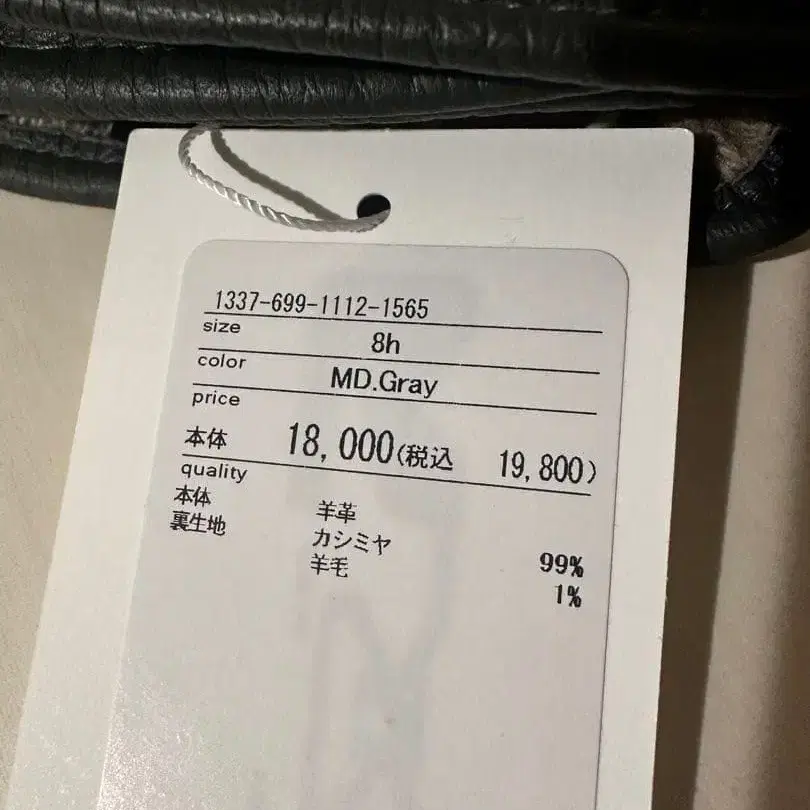 1337-699-1112-1565
size 8h
color MD.Gray
price
本体 18,000(税込 19,800)
quality
本体 羊革
裏生地 カシミヤ 99%
羊毛 1%